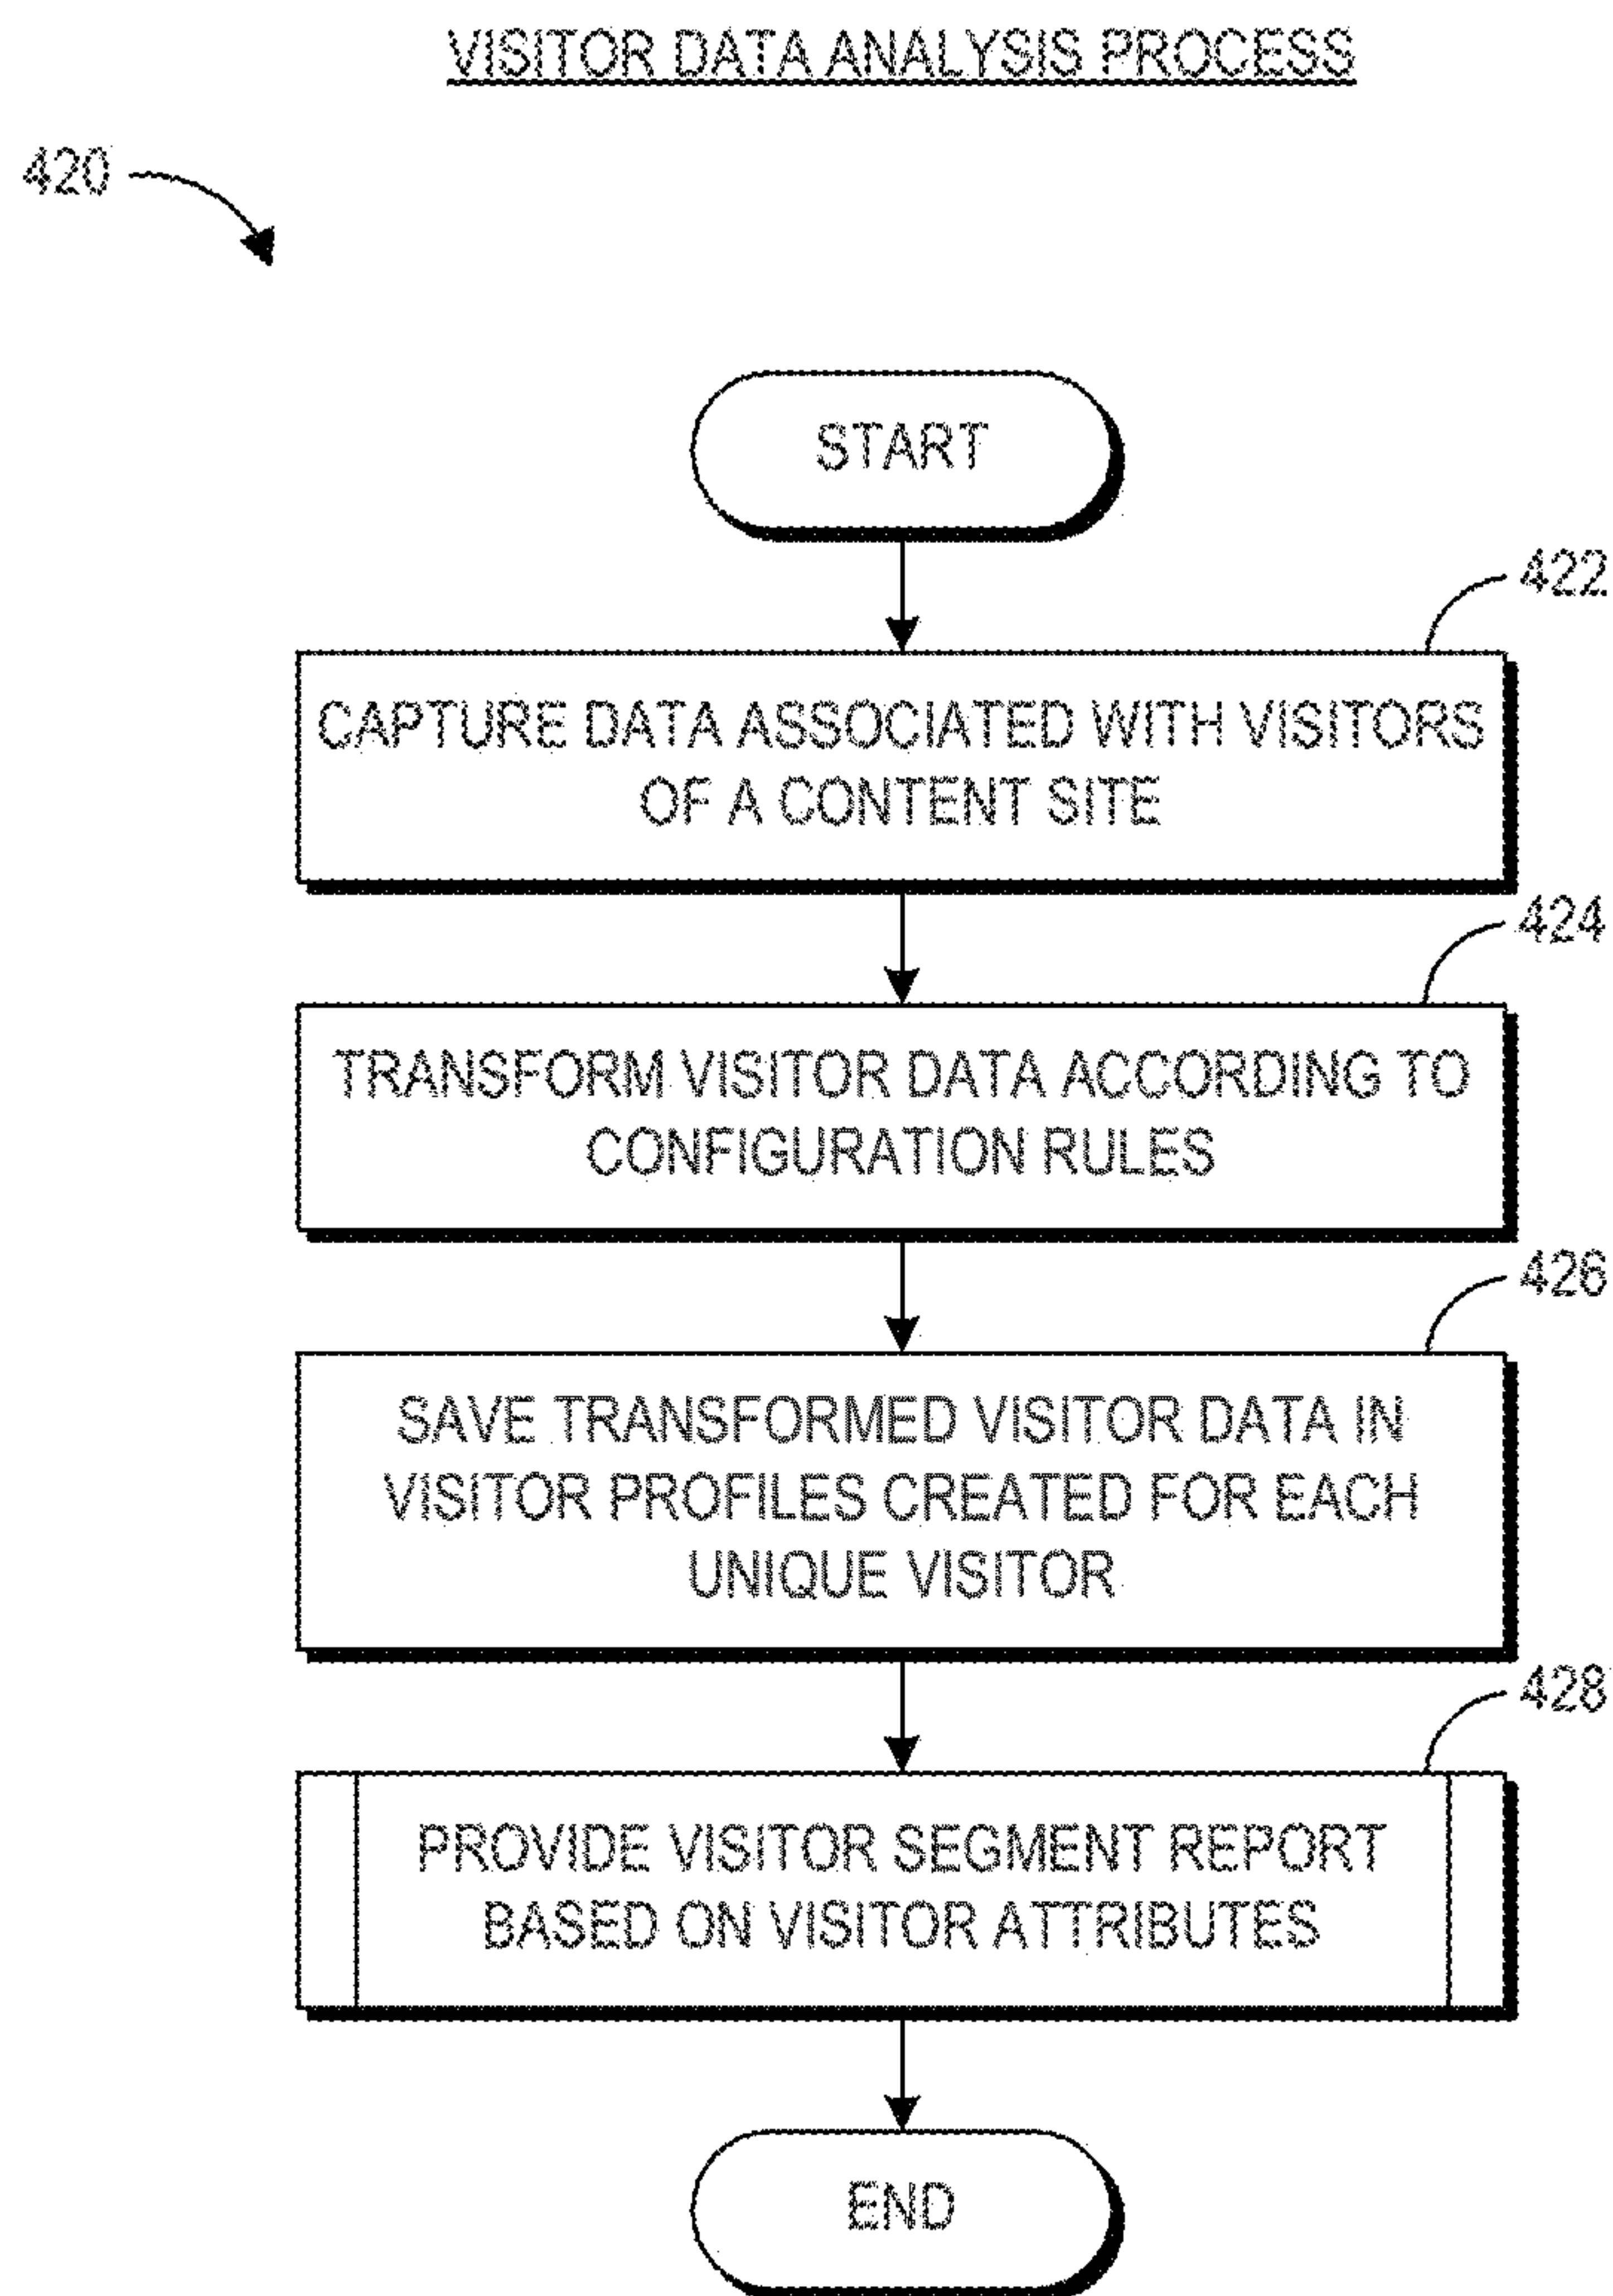 VISITOR DATA ANALYSIS PROCESS
420
START
422
CAPTURE DATA ASSOCIATED WITH VISITORS
OF A CONTENT SITE
424
TRANSFORM VISITOR DATA ACCORDING TO
CONFIGURATION RULES
426
SAVE TRANSFORMED VISITOR DATA IN
VISITOR PROFILES CREATED FOR EACH
UNIQUE VISITOR
428
PROVIDE VISITOR SEGMENT REPORT
BASED ON VISITOR ATTRIBUTES
END